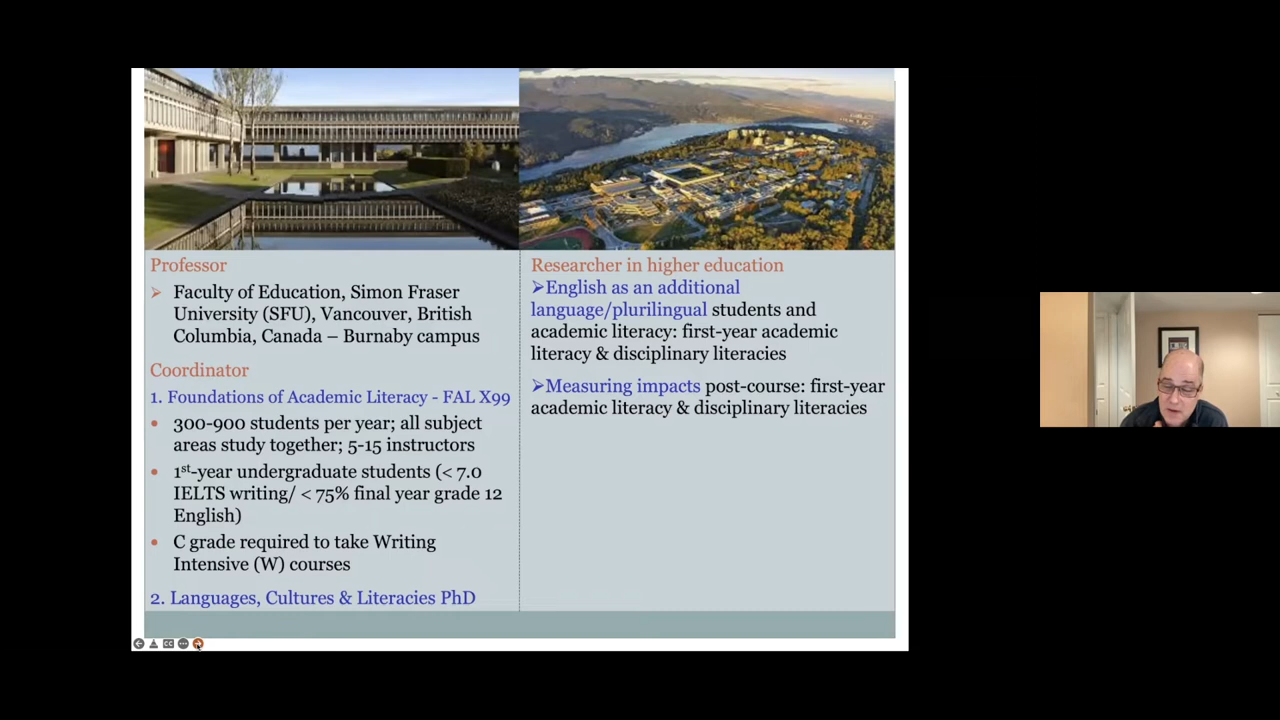 Professor
Faculty of Education, Simon Fraser
University (SFU), Vancouver, British
Columbia, Canada – Burnaby campus
Coordinator
1. Foundations of Academic Literacy - FAL X99
300-900 students per year; all subject
areas study together; 5-15 instructors
1st-year undergraduate students (< 7.0
IELTS writing/ < 75% final year grade 12
English)
C grade required to take Writing
Intensive (W) courses
2. Languages, Cultures & Literacies PhD
Researcher in higher education
English as an additional
language/plurilingual students and
academic literacy: first-year academic
literacy & disciplinary literacies
Measuring impacts post-course: first-year
academic literacy & disciplinary literacies